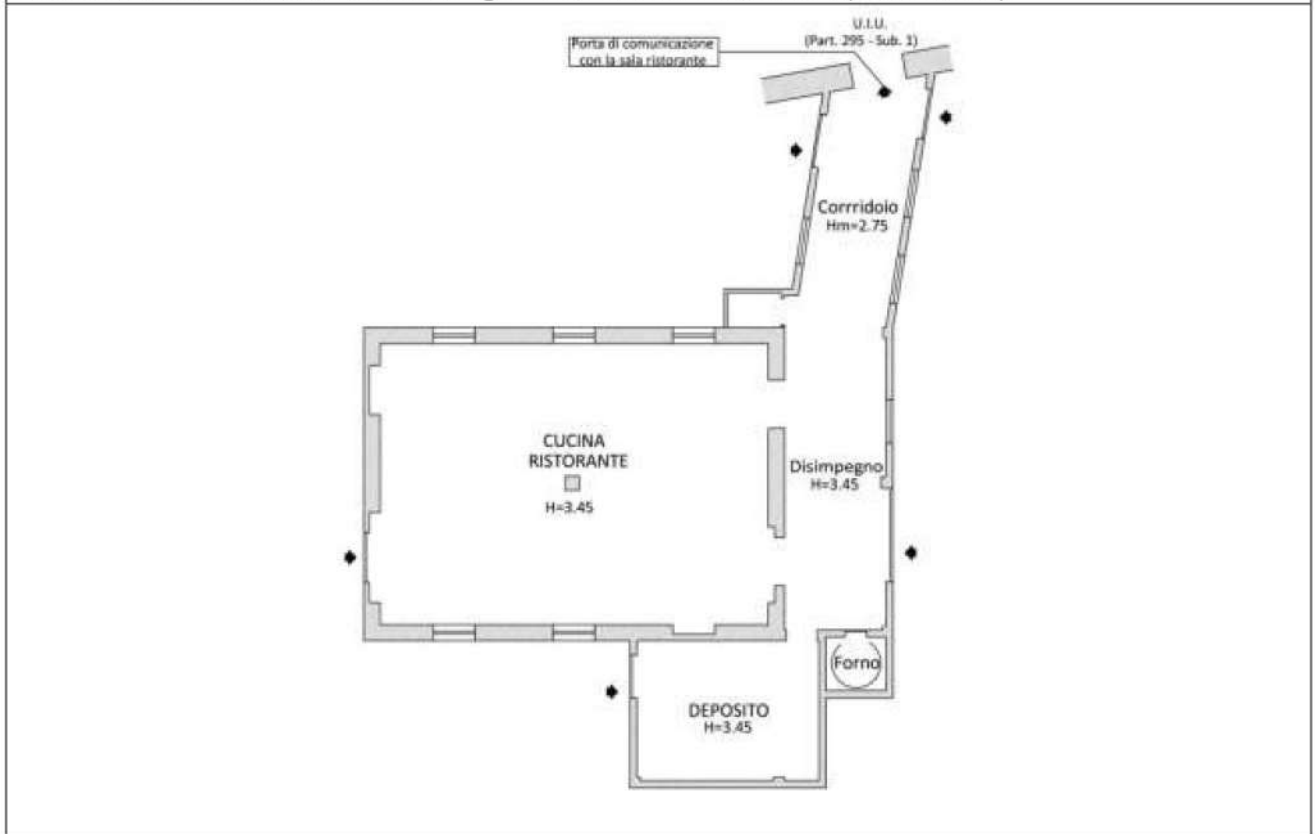 U.I.U.
(Part. 295 - Sub. 1)
Porta di comunicazione
con la sala ristorante
Corrridoio
Hm=2.75
CUCINA
RISTORANTE
H=3.45
Disimpegno
H=3.45
Forno
DEPOSITO
H=3.45